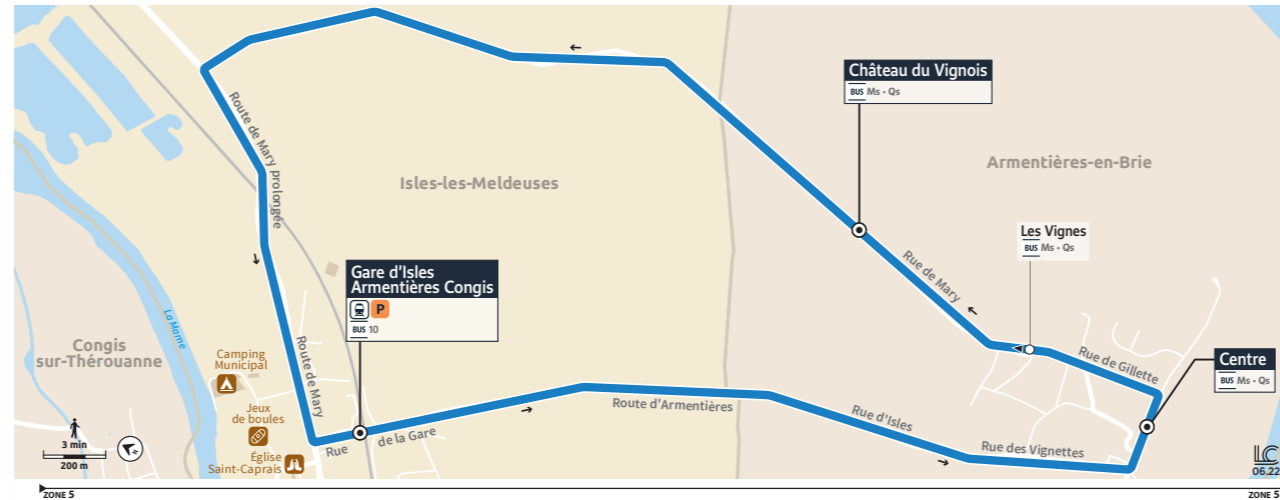 Château du Vignois
BUS Ms • Qs
Armentières-en-Brie
Route de Mary prolongée
Isles-les-Meldeuses
Les Vignes
BUS Ms • Qs
Rue de Mary
Gare d'Isles
Armentières Congis
P
BUS 10
La Marne
Congis
sur-Thérouanne
Camping
Municipal
Route de Mary
Rue de Gillette
Centre
BUS Ms • Qs
Jeux
de boules
Route d'Armentières
Rue d'Isles
Rue de la Gare
Rue des Vignettes
Église
Saint-Caprais
3 min
200 m
LC
06.22
ZONE 5
ZONE 5